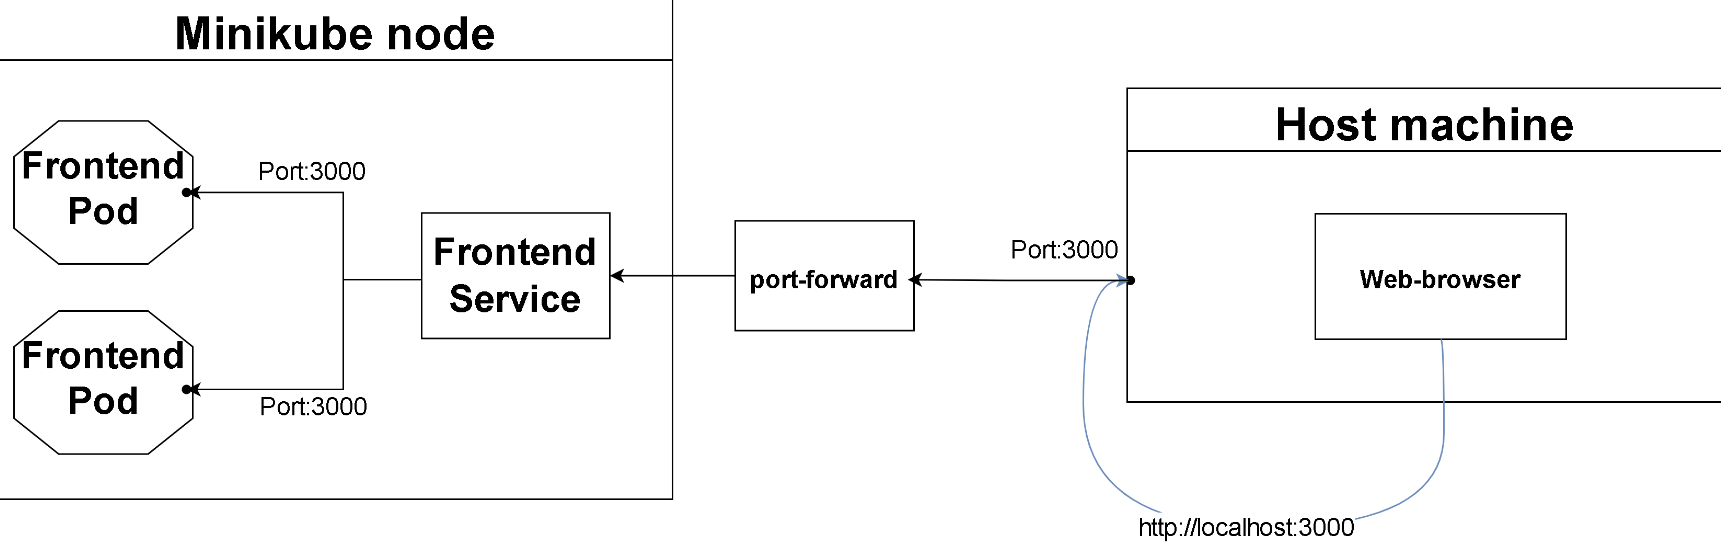 Minikube node
Host machine
Frontend
Pod
Port:3000
Frontend
Service
port-forward
Port:3000
Web-browser
Frontend
Pod
Port:3000
http://localhost:3000